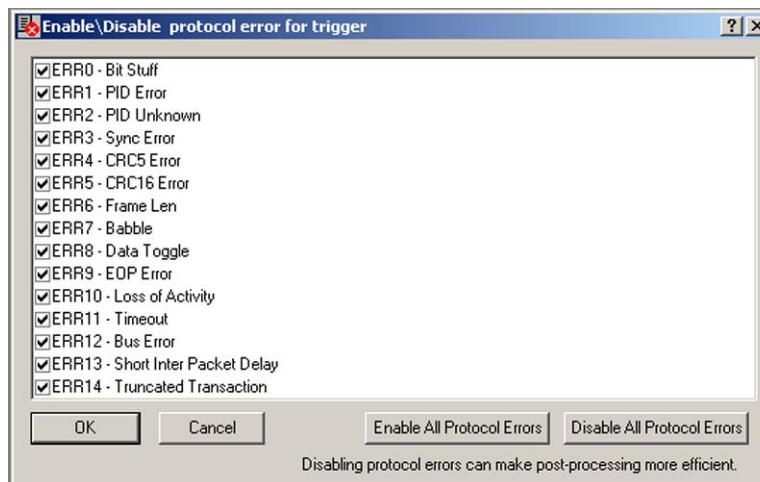 Enable\Disable protocol error for trigger
ERR0 - Bit Stuff
ERR1 - PID Error
ERR2 - PID Unknown
ERR3 - Sync Error
ERR4 - CRC5 Error
ERR5 - CRC16 Error
ERR6 - Frame Len
ERR7 - Babble
ERR8 - Data Toggle
ERR9 - EOP Error
ERR10 - Loss of Activity
ERR11 - Timeout
ERR12 - Bus Error
ERR13 - Short Inter Packet Delay
ERR14 - Truncated Transaction
OK Cancel Enable All Protocol Errors Disable All Protocol Errors
Disabling protocol errors can make post-processing more efficient.